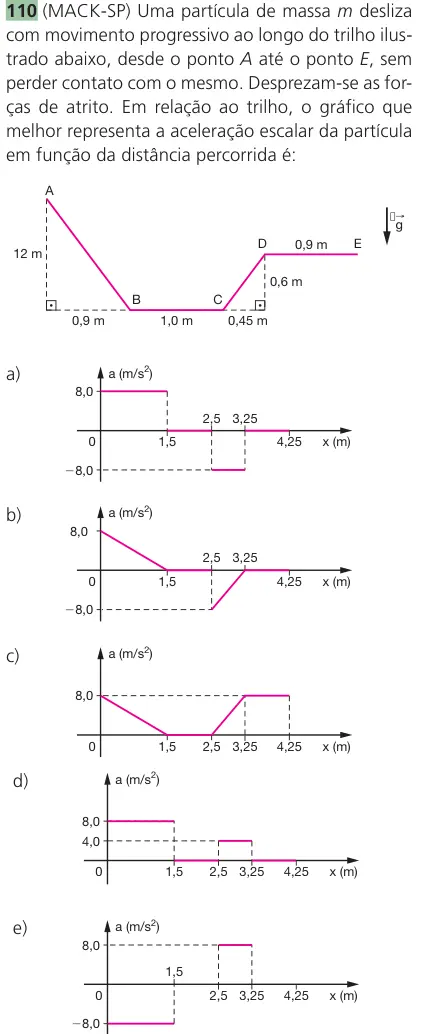 110 (MACK-SP) Uma partícula de massa m desliza
com movimento progressivo ao longo do trilho ilus-
trado abaixo, desde o ponto A até o ponto E, sem
perder contato com o mesmo. Desprezam-se as for-
ças de atrito. Em relação ao trilho, o gráfico que
melhor representa a aceleração escalar da partícula
em função da distância percorrida é:
A
12 m
B
C
D
0,9 m
E
g
0,6 m
0,9 m
1,0 m
0,45 m
a)
a (m/s²)
8,0
2,5 3,25
0
1,5
4,25
x (m)
−8,0
b)
a (m/s²)
8,0
2,5 3,25
0
1,5
4,25
x (m)
−8,0
c)
a (m/s²)
8,0
0
1,5 2,5 3,25 4,25 x (m)
d)
a (m/s²)
8,0
4,0
0
1,5 2,5 3,25 4,25 x (m)
e)
a (m/s²)
8,0
1,5
0
2,5 3,25 4,25 x (m)
−8,0